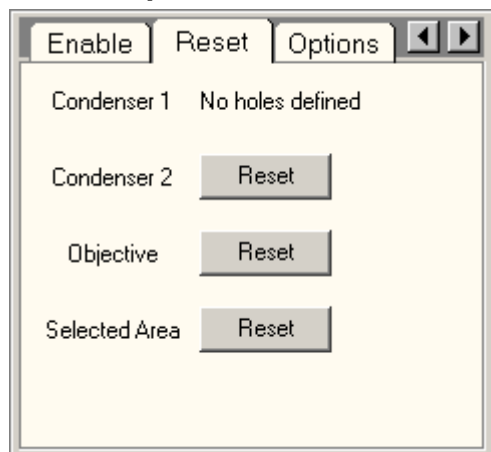 Enable Reset Options
Condenser 1 No holes defined
Condenser 2 Reset
Objective Reset
Selected Area Reset